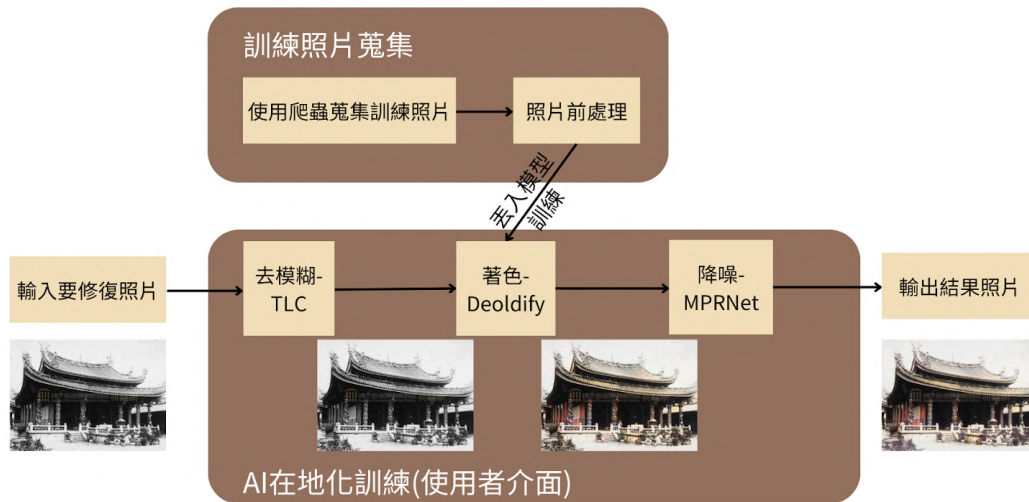 訓練照片蒐集
使用爬蟲蒐集訓練照片
照片前處理
丟入模型
訓練
輸入要修復照片
去模糊-
TLC
著色-
Deoldify
降噪-
MPRNet
輸出結果照片
AI在地化訓練(使用者介面)